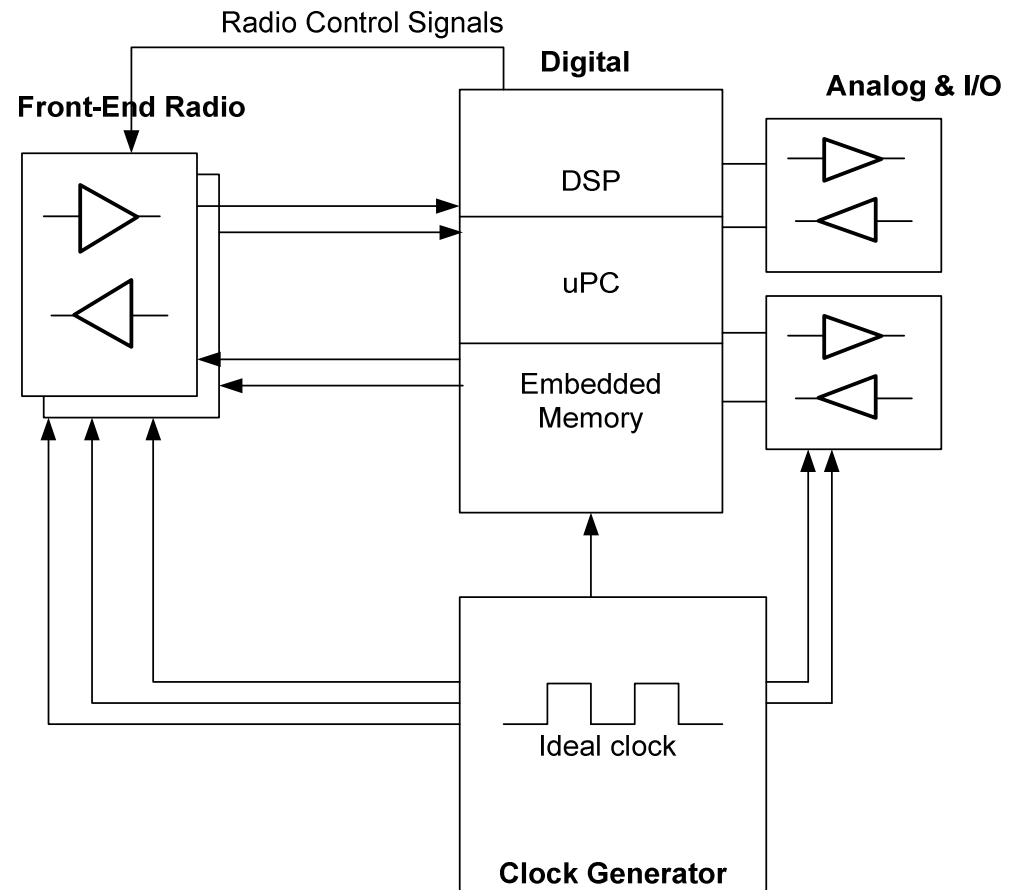 Radio Control Signals
Digital
Analog & I/O
Front-End Radio
DSP
uPC
Embedded
Memory
Ideal clock
Clock Generator